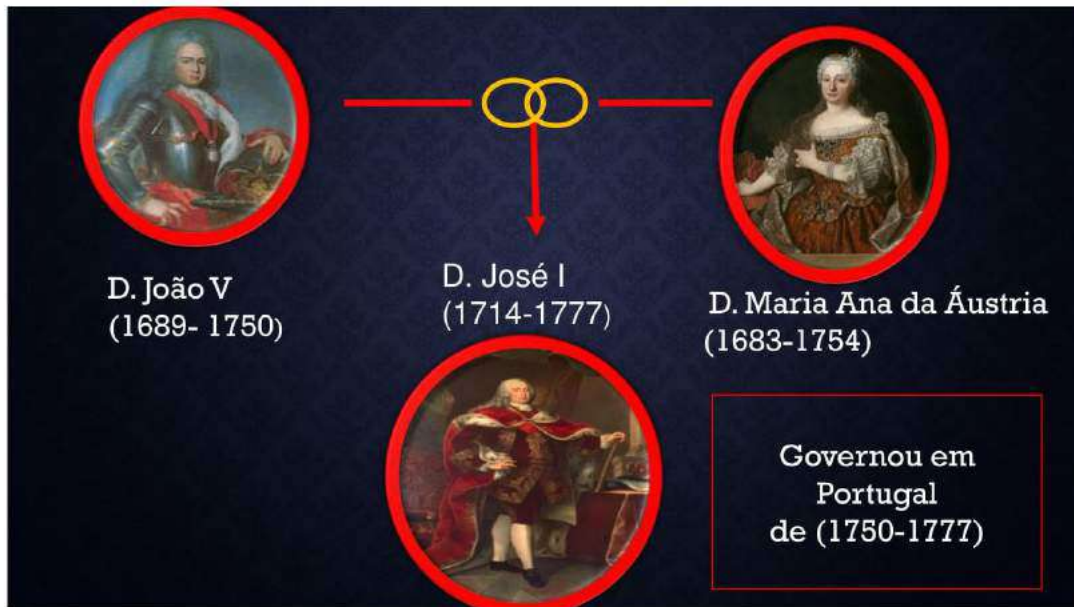 D. João V
(1689- 1750)
D. José I
(1714-1777)
D. Maria Ana da Áustria
(1683-1754)
Governou em
Portugal
de (1750-1777)